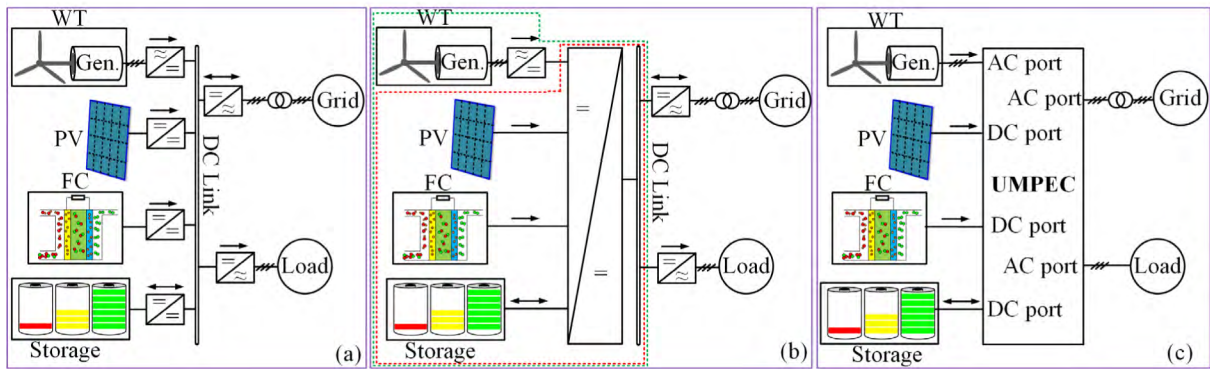 WT
Gen.
Grid
PV
DC Link
FC
Load
Storage
(a)
WT
Gen.
Grid
PV
DC Link
FC
Load
Storage
(b)
WT
Gen.
AC port
AC port
Grid
PV
DC port
UMPEC
FC
DC port
AC port
Load
DC port
Storage
(c)